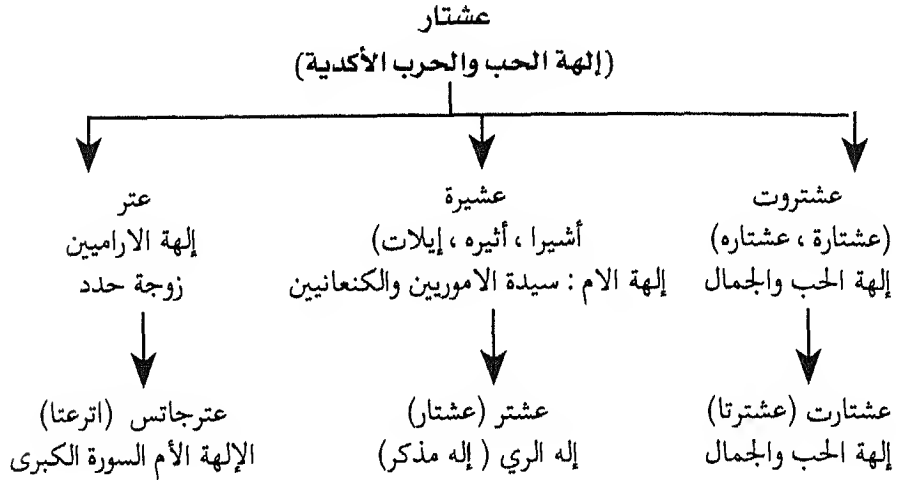 عشتار
(إلهة الحب والحرب الأكدية)
عشتروت
(عشتارة ، عشتاره)
إلهة الحب والجمال
عشيرة
أشيرا ، أثيره ، إيلات)
إلهة الام : سيدة الاموريين والكنعانيين
عتر
إلهة الاراميين
زوجة حدد
عشتارت (عشترتا)
إلهة الحب والجمال
عشتر (عشتار)
إله الري ( إله مذكر)
عترجاتس (اترعتا)
الإلهة الأم السورة الكبرى